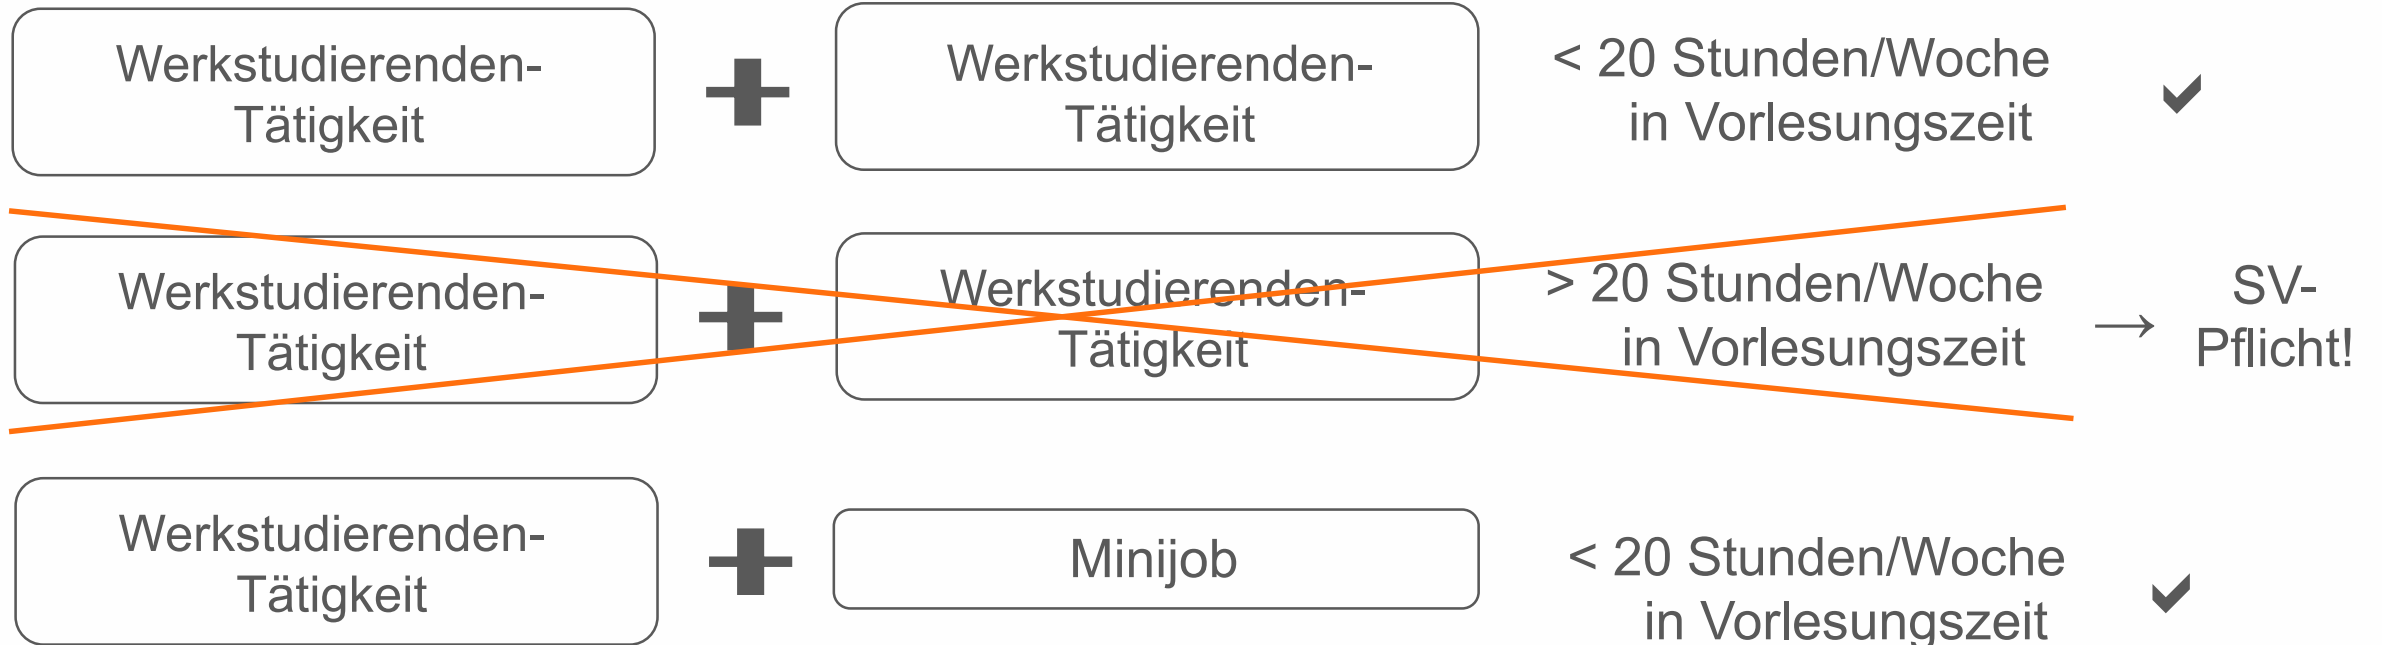 Werkstudierenden-
Tätigkeit
Werkstudierenden-
Tätigkeit
< 20 Stunden/Woche
in Vorlesungszeit
Werkstudierenden-
Tätigkeit
Werkstudierenden-
Tätigkeit
> 20 Stunden/Woche
in Vorlesungszeit
→
SV-
Pflicht!
Werkstudierenden-
Tätigkeit
Minijob
< 20 Stunden/Woche
in Vorlesungszeit